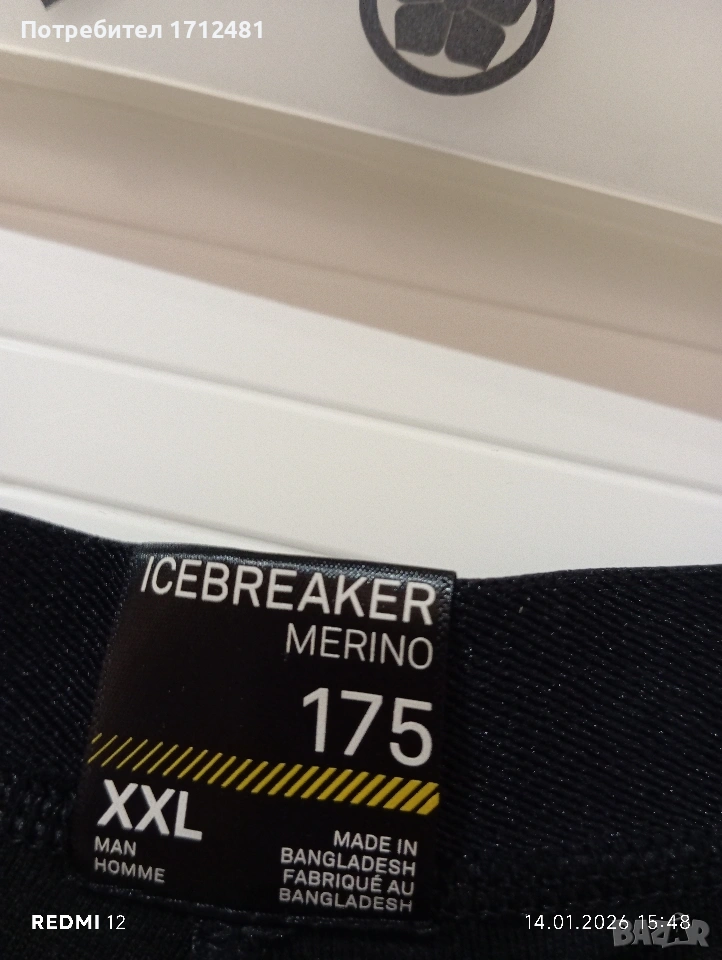 Потребител 1712481
ICEBREAKER
MERINO
175
XXL
MAN
HOMME
MADE IN
BANGLADESH
FABRIQUÉ AU
BANGLADESH
REDMI 12
14.01.2026 15:48
BAZAR